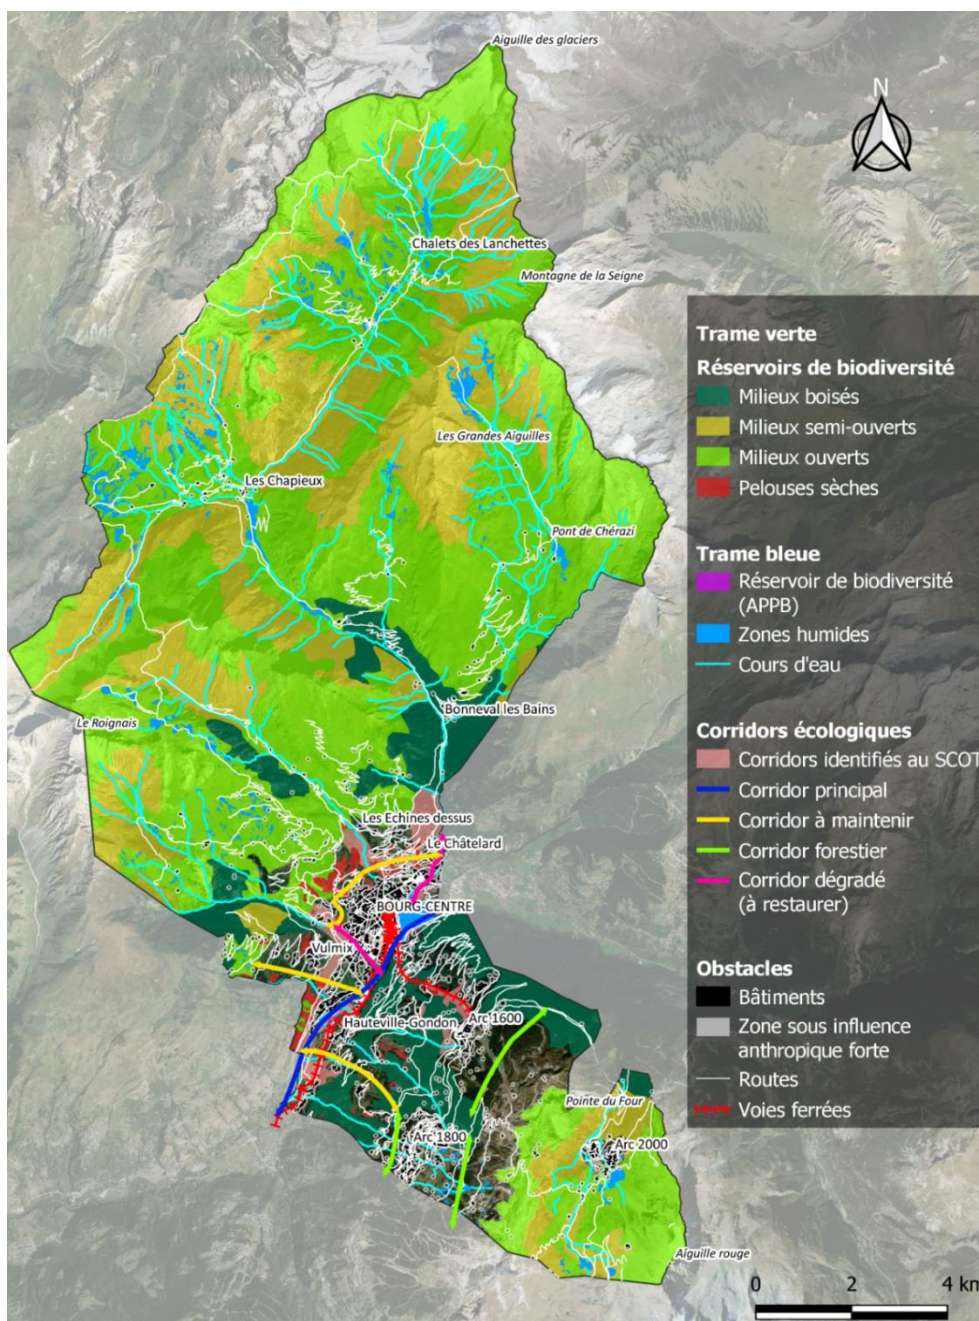 Aiguille des glaciers
N
Chalets des Lanchettes
Montagne de la Seigne
Les Grandes Aiguilles
Les Chapieux
Pont de Chérazi
Bonneval les Bains
Le Roignais
Les Echines dessus
Le Châtelard
BOURG-CENTRE
Vulmix
Hauteville-Gondon
Arc 1600
Pointe du Four
Arc 1800
Arc 2000
Aiguille rouge
Trame verte
Réservoirs de biodiversité
Milieux boisés
Milieux semi-ouverts
Milieux ouverts
Pelouses sèches
Trame bleue
Réservoir de biodiversité
(APPB)
Zones humides
Cours d'eau
Corridors écologiques
Corridors identifiés au SCOT
Corridor principal
Corridor à maintenir
Corridor forestier
Corridor dégradé
(à restaurer)
Obstacles
Bâtiments
Zone sous influence
anthropique forte
Routes
Voies ferrées
0 2 4 km